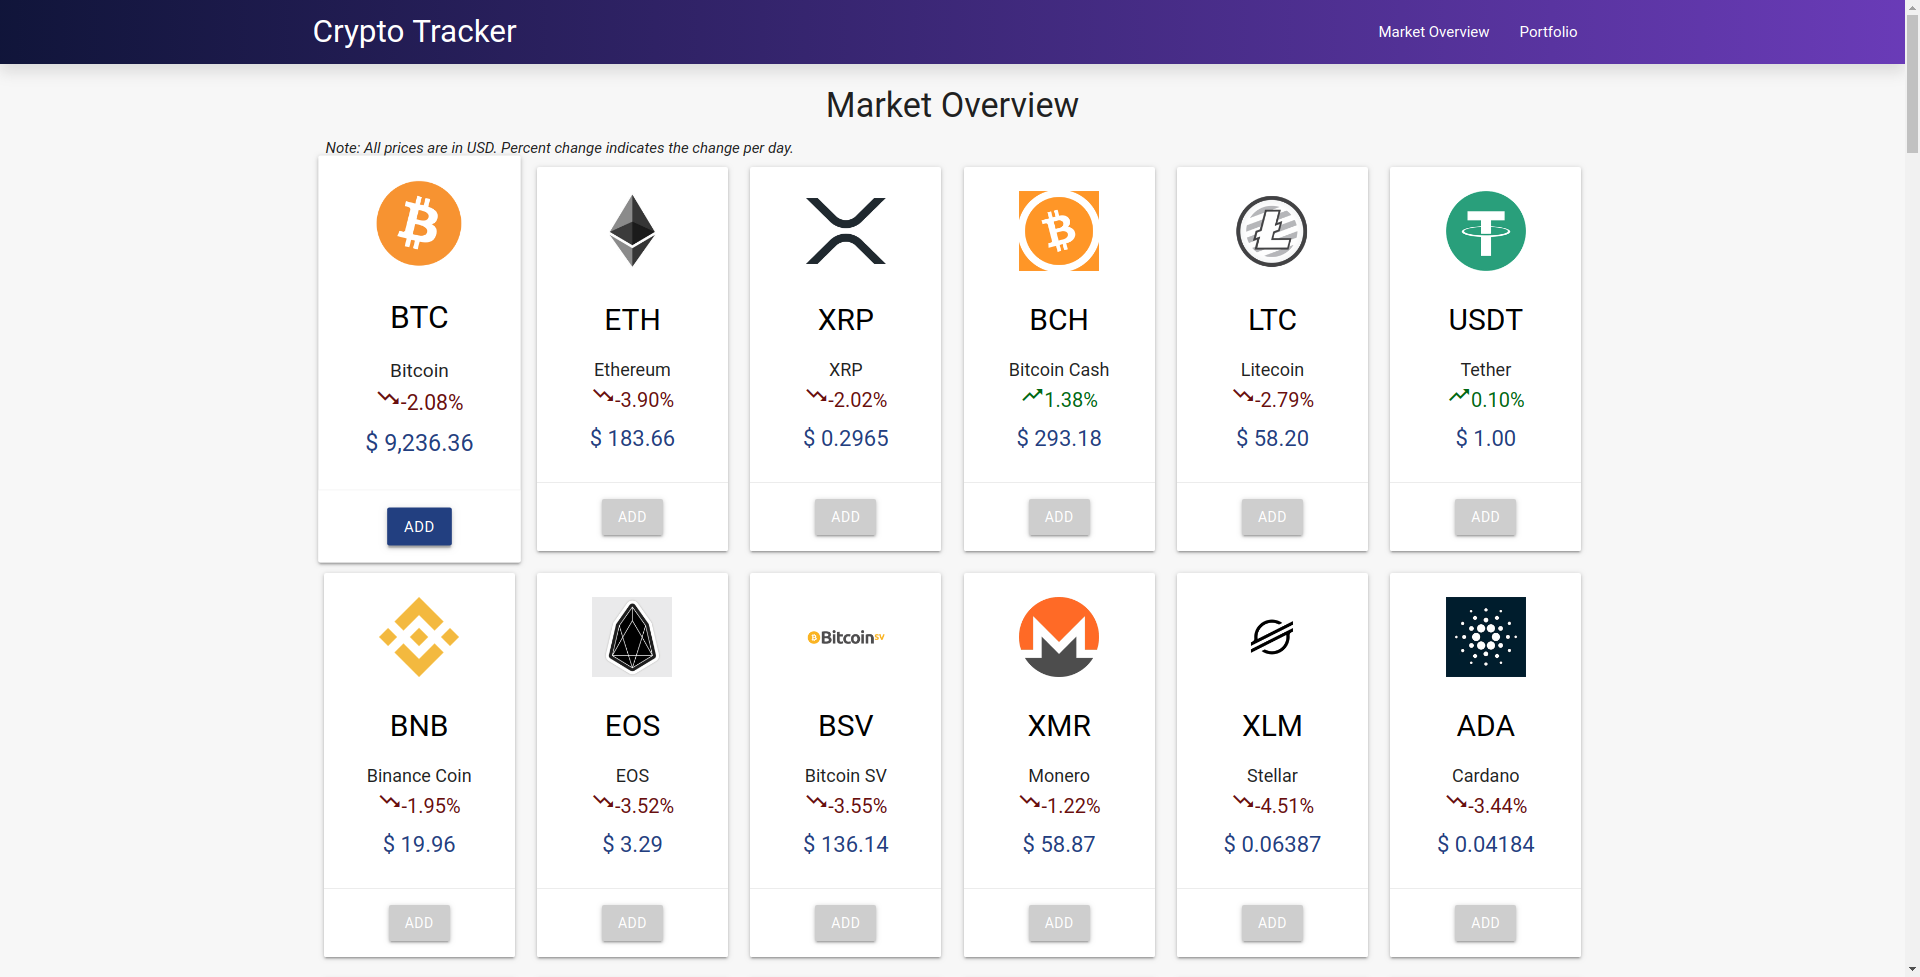 Crypto Tracker
Market Overview Portfolio
Market Overview
Note: All prices are in USD. Percent change indicates the change per day.
BTC
Bitcoin
-2.08%
$ 9,236.36
ADD
ETH
Ethereum
-3.90%
$ 183.66
ADD
XRP
XRP
-2.02%
$ 0.2965
ADD
BCH
Bitcoin Cash
1.38%
$ 293.18
ADD
LTC
Litecoin
-2.79%
$ 58.20
ADD
USDT
Tether
0.10%
$ 1.00
ADD
BNB
Binance Coin
-1.95%
$ 19.96
ADD
EOS
EOS
-3.52%
$ 3.29
ADD
Bitcoin SV
BSV
Bitcoin SV
-3.55%
$ 136.14
ADD
XMR
Monero
-1.22%
$ 58.87
ADD
XLM
Stellar
-4.51%
$ 0.06387
ADD
ADA
Cardano
-3.44%
$ 0.04184
ADD